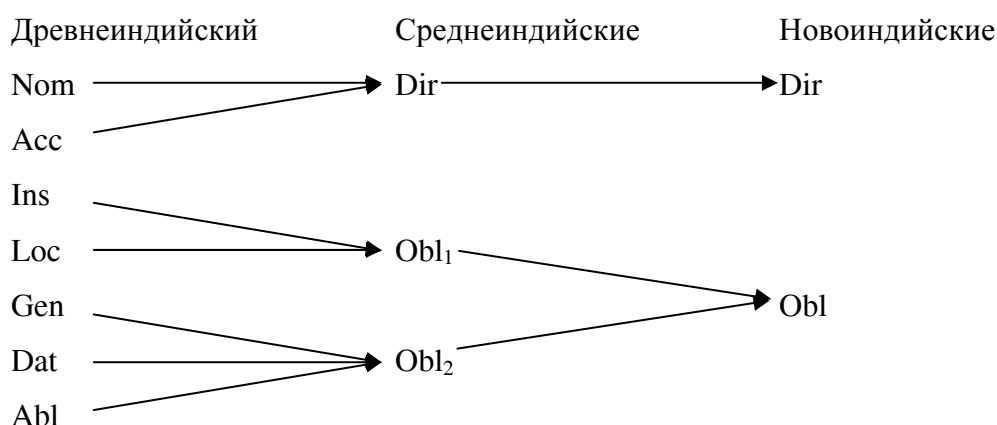 Древнеиндийский Среднеиндийские Новоиндийские
Nom Dir Dir
Acc
Ins
Loc Obl₁
Gen Obl
Dat Obl₂
Abl